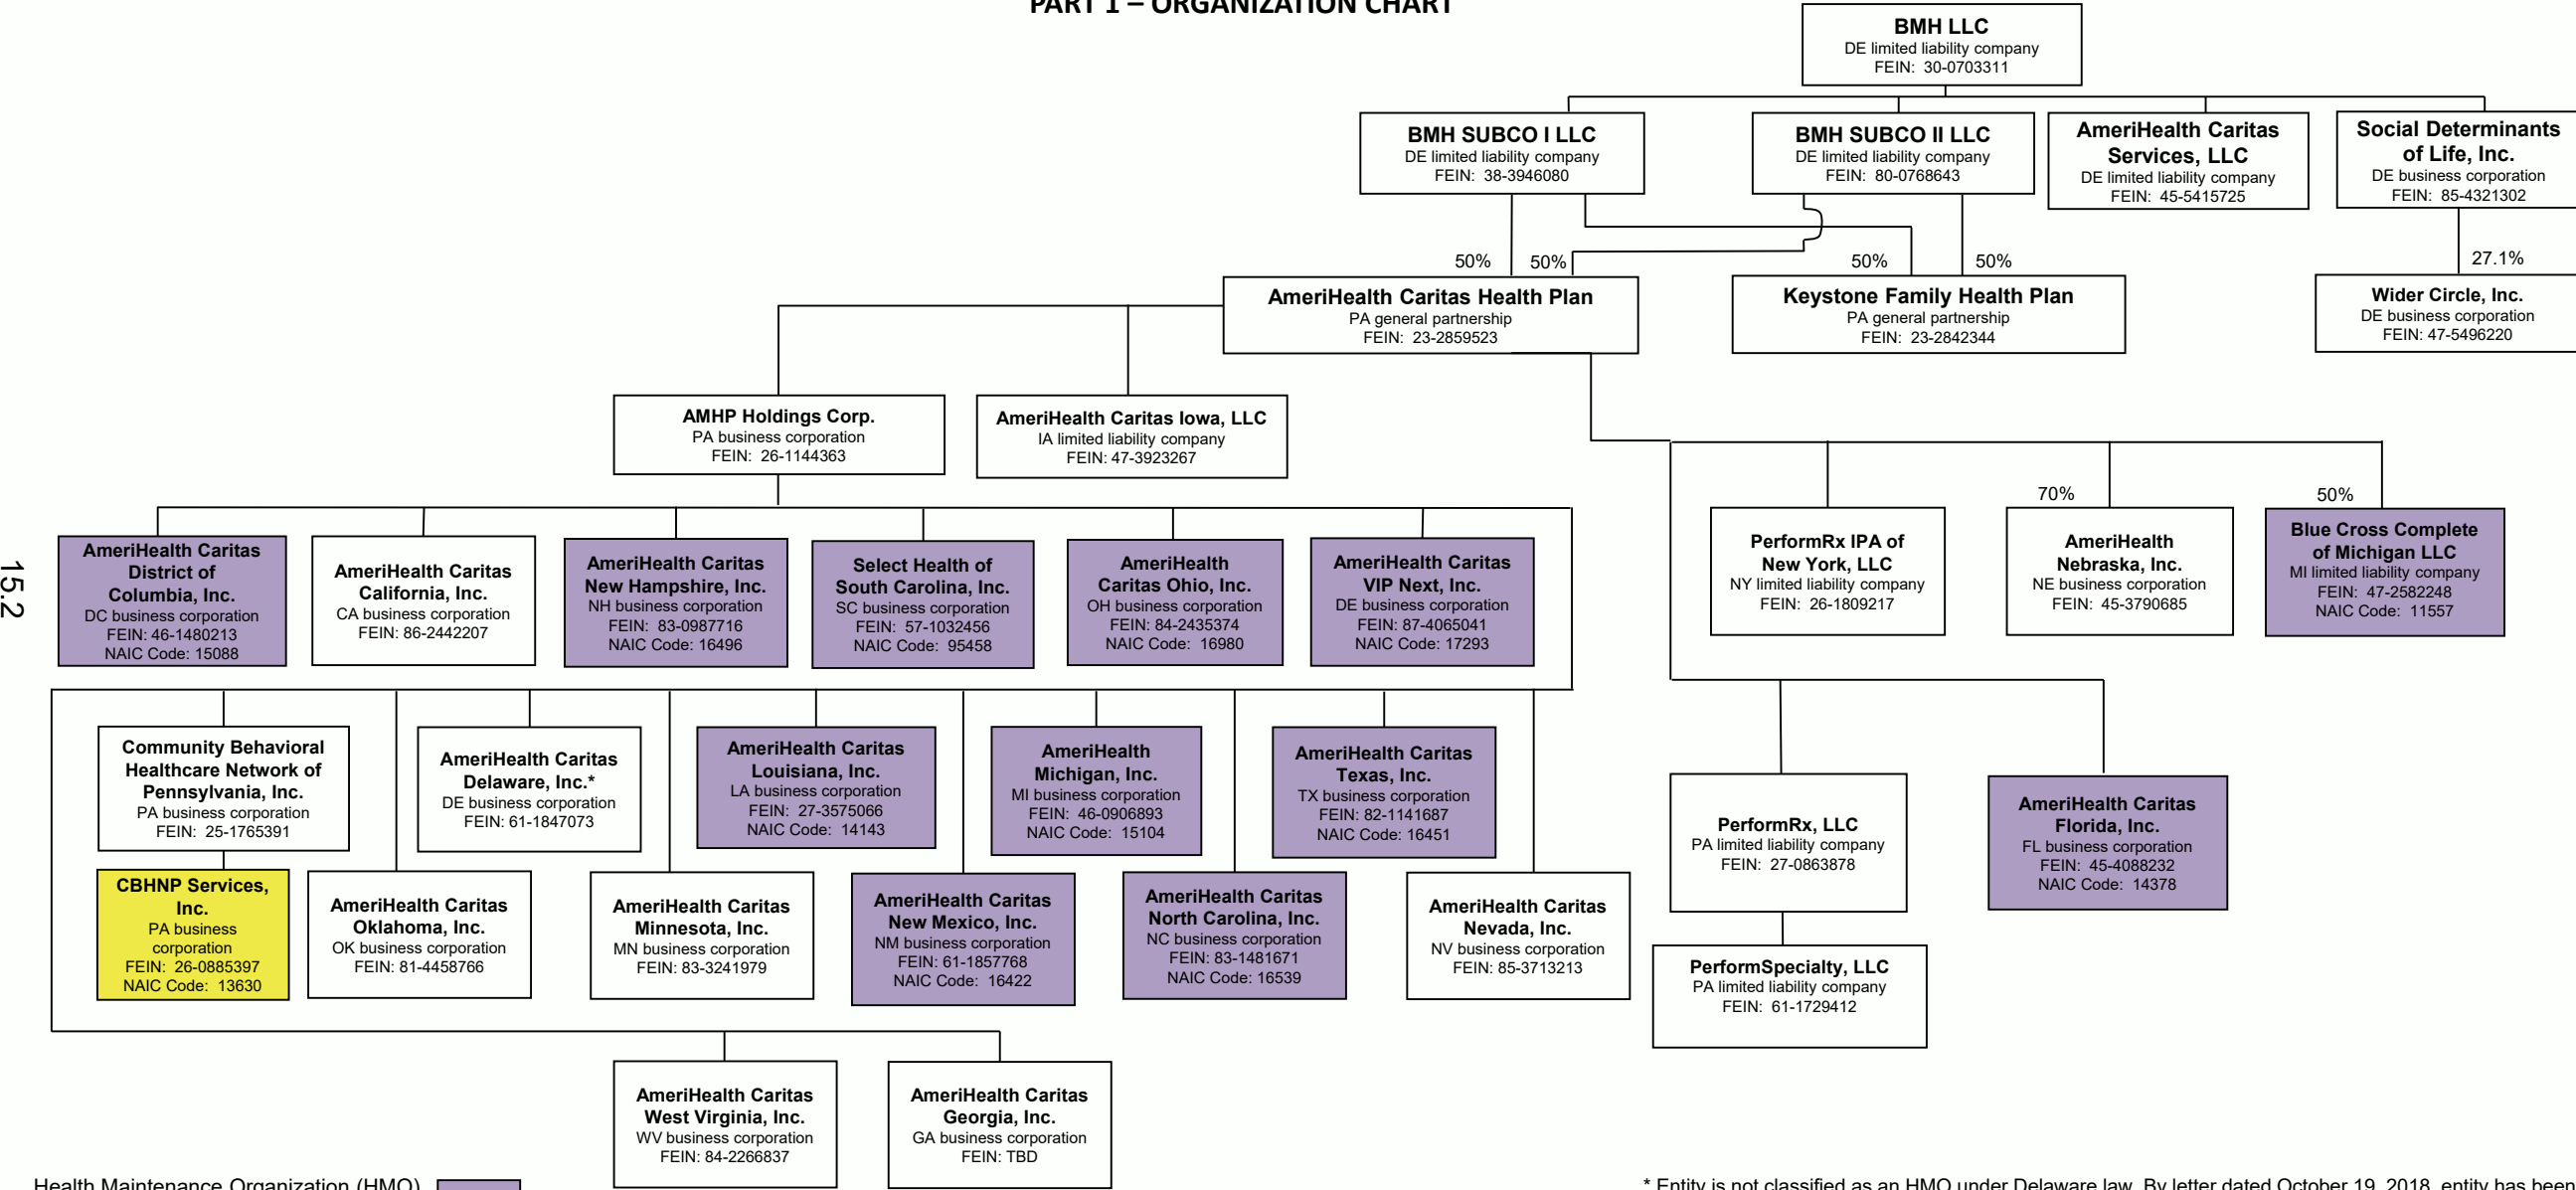 PART 1 – ORGANIZATION CHART
BMH LLC
DE limited liability company
FEIN: 30-0703311
BMH SUBCO I LLC
DE limited liability company
FEIN: 38-3946080
BMH SUBCO II LLC
DE limited liability company
FEIN: 80-0768643
AmeriHealth Caritas
Services, LLC
DE limited liability company
FEIN: 45-5415725
Social Determinants
of Life, Inc.
DE business corporation
FEIN: 85-4321302
50%
50%
50%
50%
27.1%
AmeriHealth Caritas Health Plan
PA general partnership
FEIN: 23-2859523
Keystone Family Health Plan
PA general partnership
FEIN: 23-2842344
Wider Circle, Inc.
DE business corporation
FEIN: 47-5496220
AMHP Holdings Corp.
PA business corporation
FEIN: 26-1144363
AmeriHealth Caritas Iowa, LLC
IA limited liability company
FEIN: 47-3923267
70%
50%
15.2
AmeriHealth Caritas
District of
Columbia, Inc.
DC business corporation
FEIN: 46-1480213
NAIC Code: 15088
AmeriHealth Caritas
California, Inc.
CA business corporation
FEIN: 86-2442207
AmeriHealth Caritas
New Hampshire, Inc.
NH business corporation
FEIN: 83-0987716
NAIC Code: 16496
Select Health of
South Carolina, Inc.
SC business corporation
FEIN: 57-1032456
NAIC Code: 95458
AmeriHealth
Caritas Ohio, Inc.
OH business corporation
FEIN: 84-2435374
NAIC Code: 16980
AmeriHealth Caritas
VIP Next, Inc.
DE business corporation
FEIN: 87-4065041
NAIC Code: 17293
PerformRx IPA of
New York, LLC
NY limited liability company
FEIN: 26-1809217
AmeriHealth
Nebraska, Inc.
NE business corporation
FEIN: 45-3790685
Blue Cross Complete
of Michigan LLC
MI limited liability company
FEIN: 47-2582248
NAIC Code: 11557
Community Behavioral
Healthcare Network of
Pennsylvania, Inc.
PA business corporation
FEIN: 25-1765391
AmeriHealth Caritas
Delaware, Inc.*
DE business corporation
FEIN: 61-1847073
AmeriHealth Caritas
Louisiana, Inc.
LA business corporation
FEIN: 27-3575066
NAIC Code: 14143
AmeriHealth
Michigan, Inc.
MI business corporation
FEIN: 46-0906893
NAIC Code: 15104
AmeriHealth Caritas
Texas, Inc.
TX business corporation
FEIN: 82-1141687
NAIC Code: 16451
PerformRx, LLC
PA limited liability company
FEIN: 27-0863878
AmeriHealth Caritas
Florida, Inc.
FL business corporation
FEIN: 45-4088232
NAIC Code: 14378
CBHNP Services,
Inc.
PA business
corporation
FEIN: 26-0885397
NAIC Code: 13630
AmeriHealth Caritas
Oklahoma, Inc.
OK business corporation
FEIN: 81-4458766
AmeriHealth Caritas
Minnesota, Inc.
MN business corporation
FEIN: 83-3241979
AmeriHealth Caritas
New Mexico, Inc.
NM business corporation
FEIN: 61-1857768
NAIC Code: 16422
AmeriHealth Caritas
North Carolina, Inc.
NC business corporation
FEIN: 83-1481671
NAIC Code: 16539
AmeriHealth Caritas
Nevada, Inc.
NV business corporation
FEIN: 85-3713213
PerformSpecialty, LLC
PA limited liability company
FEIN: 61-1729412
AmeriHealth Caritas
West Virginia, Inc.
WV business corporation
FEIN: 84-2266837
AmeriHealth Caritas
Georgia, Inc.
GA business corporation
FEIN: TBD
Health Maintenance Organization (HMO)
* Entity is not classified as an HMO under Delaware law. By letter dated October 19, 2018, entity has been